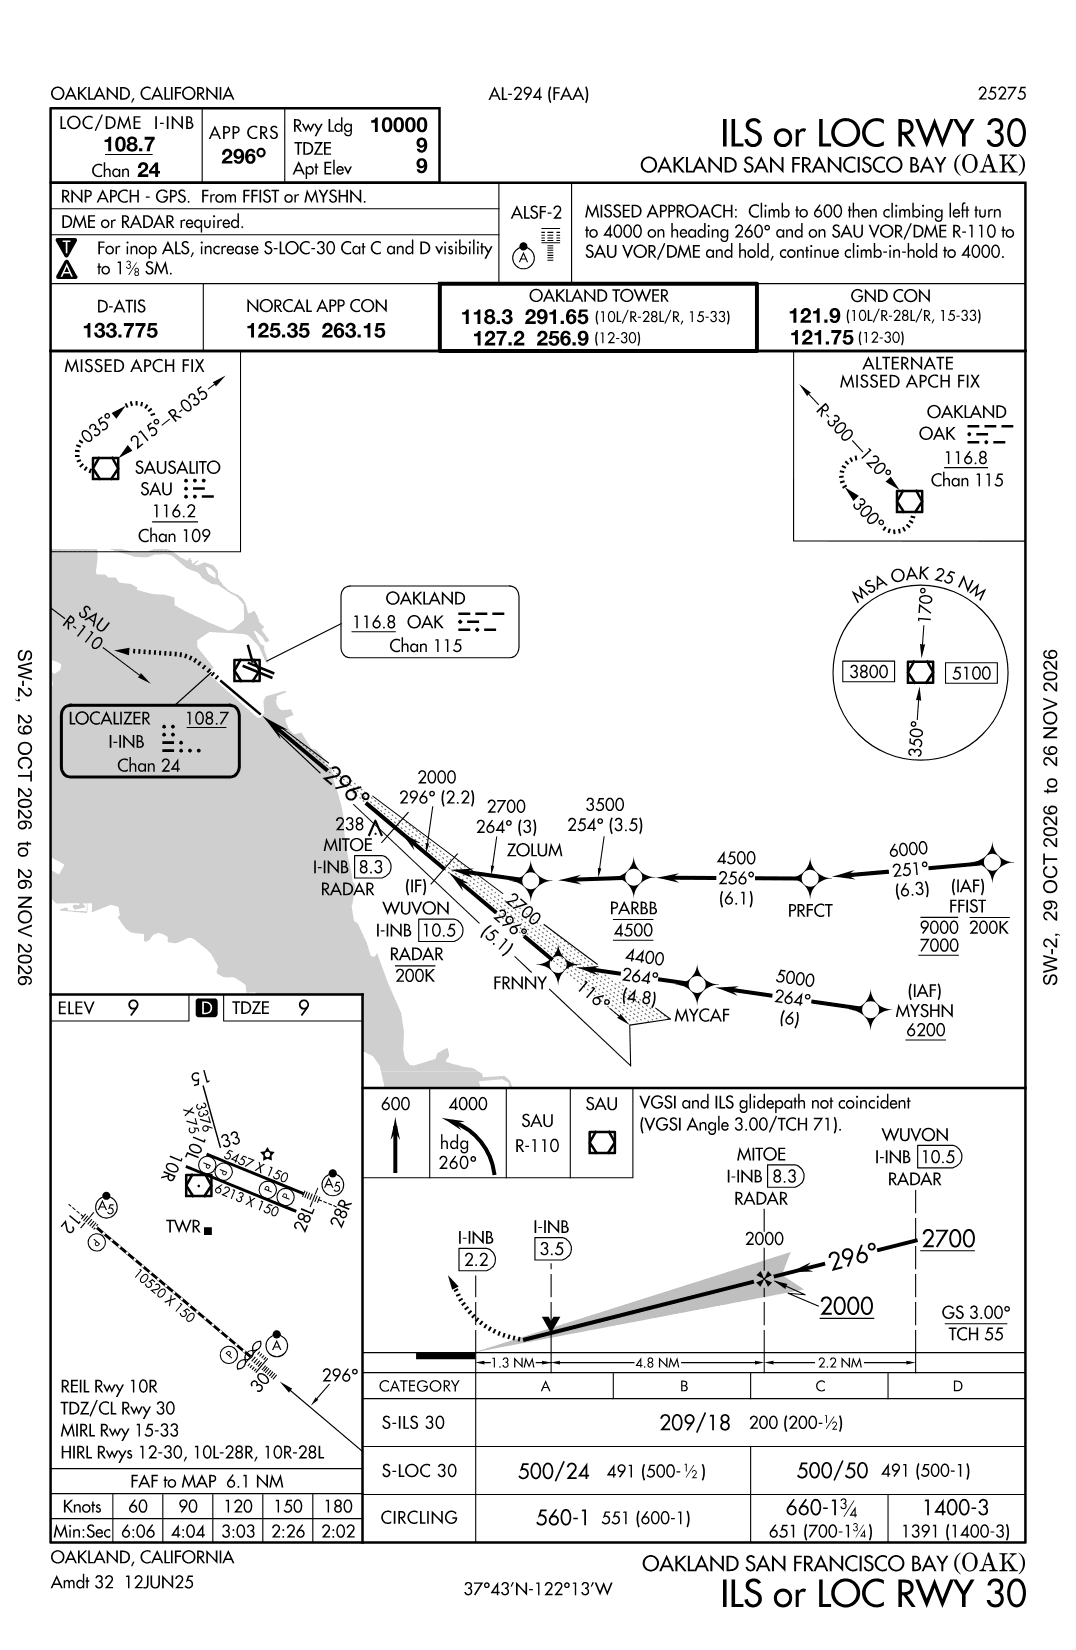 OAKLAND, CALIFORNIA
AL-294 (FAA)
25275
LOC/DME I-INB
108.7
Chan 24
APP CRS
296°
Rwy Ldg 10000
TDZE 9
Apt Elev 9
ILS or LOC RWY 30
OAKLAND SAN FRANCISCO BAY (OAK)
RNP APCH - GPS. From FFIST or MYSHN.
DME or RADAR required.
T
A
For inop ALS, increase S-LOC-30 Cat C and D visibility
to 1⅜ SM.
ALSF-2
A
MISSED APPROACH: Climb to 600 then climbing left turn
to 4000 on heading 260° and on SAU VOR/DME R-110 to
SAU VOR/DME and hold, continue climb-in-hold to 4000.
D-ATIS
133.775
NORCAL APP CON
125.35 263.15
OAKLAND TOWER
118.3 291.65 (10L/R-28L/R, 15-33)
127.2 256.9 (12-30)
GND CON
121.9 (10L/R-28L/R, 15-33)
121.75 (12-30)
MISSED APCH FIX
035°
215°
R-035
SAUSALITO
SAU
116.2
Chan 109
ALTERNATE
MISSED APCH FIX
R-300
120°
300°
OAKLAND
OAK
116.8
Chan 115
SAU
R-110
OAKLAND
116.8 OAK
Chan 115
LOCALIZER 108.7
I-INB
Chan 24
MSA OAK 25 NM
170°
3800
5100
350°
296°
2000
296° (2.2)
2700
264° (3)
3500
254° (3.5)
238
MITOE
I-INB 8.3
RADAR
ZOLUM
4500
256°
(6.1)
6000
251°
(6.3)
(IF)
WUVON
I-INB 10.5
RADAR
200K
2700
296°
(5.1)
PARBB
4500
PRFCT
(IAF)
FFIST
9000
7000
200K
FRNNY
116°
4400
264°
(4.8)
MYCAF
5000
264°
(6)
(IAF)
MYSHN
6200
SW-2, 29 OCT 2026 to 26 NOV 2026
SW-2, 29 OCT 2026 to 26 NOV 2026
ELEV 9
D
TDZE 9
15
3376 X 75
33
10L
10R
5457 X 150
6213 X 150
P
P
P
P
28L
28R
A5
A5
12
P
TWR
10520 X 150
P
A
30
296°
REIL Rwy 10R
TDZ/CL Rwy 30
MIRL Rwy 15-33
HIRL Rwys 12-30, 10L-28R, 10R-28L
FAF to MAP 6.1 NM
Knots 60 90 120 150 180
Min:Sec 6:06 4:04 3:03 2:26 2:02
600
4000
hdg
260°
SAU
R-110
SAU
VGSI and ILS glidepath not coincident
(VGSI Angle 3.00/TCH 71).
MITOE
I-INB 8.3
RADAR
WUVON
I-INB 10.5
RADAR
I-INB
2.2
I-INB
3.5
2000
296°
2700
2000
GS 3.00°
TCH 55
1.3 NM
4.8 NM
2.2 NM
CATEGORY A B C D
S-ILS 30 209/18 200 (200-½)
S-LOC 30 500/24 491 (500-½) 500/50 491 (500-1)
CIRCLING 560-1 551 (600-1) 660-1¾ 651 (700-1¾) 1400-3 1391 (1400-3)
OAKLAND, CALIFORNIA
Amdt 32 12JUN25
37°43'N-122°13'W
OAKLAND SAN FRANCISCO BAY (OAK)
ILS or LOC RWY 30